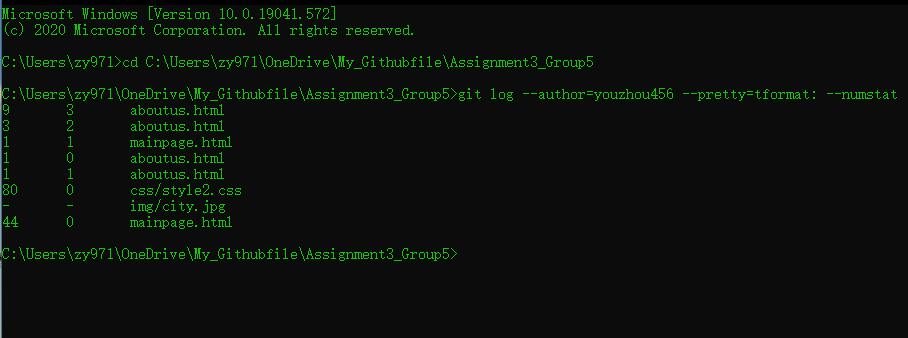 Microsoft Windows [Version 10.0.19041.572]
(c) 2020 Microsoft Corporation. All rights reserved.
C:\Users\zy971>cd C:\Users\zy971\OneDrive\My_Githubfile\Assignment3_Group5
C:\Users\zy971\OneDrive\My_Githubfile\Assignment3_Group5>git log --author=youzhou456 --pretty=tformat: --numstat
9 3 aboutus.html
3 2 aboutus.html
1 1 mainpage.html
1 0 aboutus.html
1 1 aboutus.html
80 0 css/style2.css
- - img/city.jpg
44 0 mainpage.html
C:\Users\zy971\OneDrive\My_Githubfile\Assignment3_Group5>